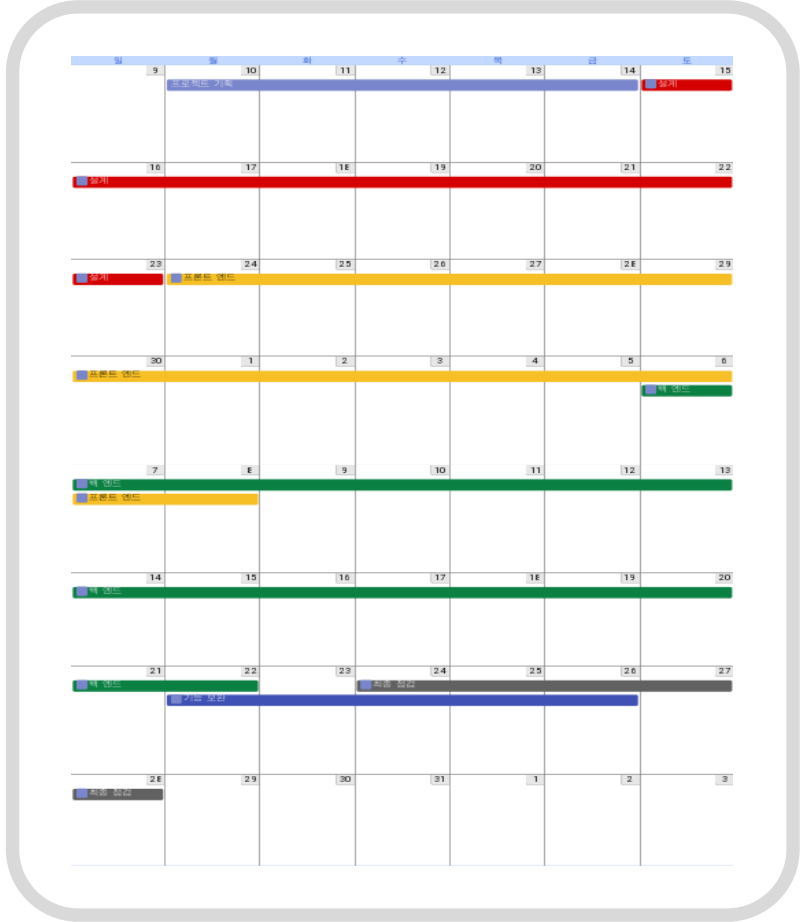 일 월 화 수 목 금 토
9 10 11 12 13 14 15
프로젝트 기획 설계
16 17 18 19 20 21 22
설계
23 24 25 26 27 28 29
설계 프론트 엔드
30 1 2 3 4 5 6
프론트 엔드
백 엔드
7 8 9 10 11 12 13
백 엔드
프론트 엔드
14 15 16 17 18 19 20
백 엔드
21 22 23 24 25 26 27
백 엔드 최종 점검
기능 보완
28 29 30 31 1 2 3
최종 점검